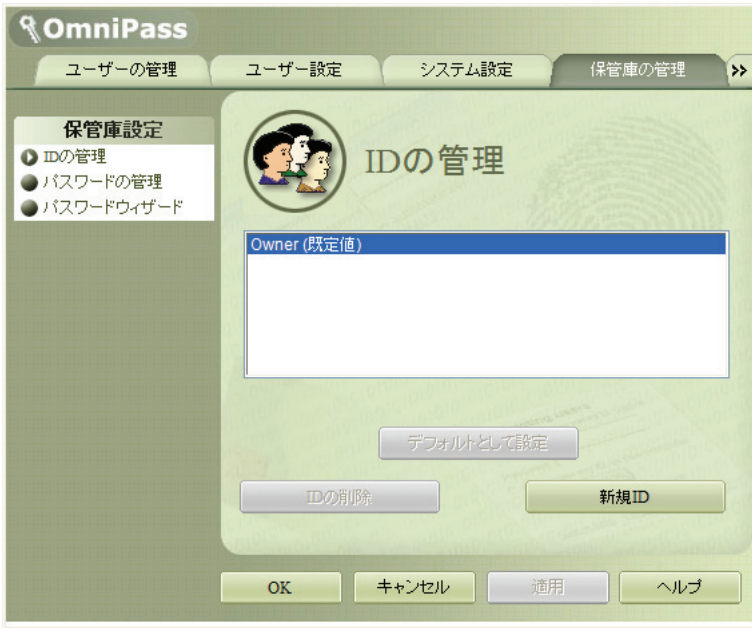 OmniPass
ユーザーの管理 ユーザー設定 システム設定 保管庫の管理 »
保管庫設定
IDの管理
パスワードの管理
パスワードウィザード
IDの管理
Owner (既定値)
デフォルトとして設定
IDの削除 新規ID
OK キャンセル 適用 ヘルプ